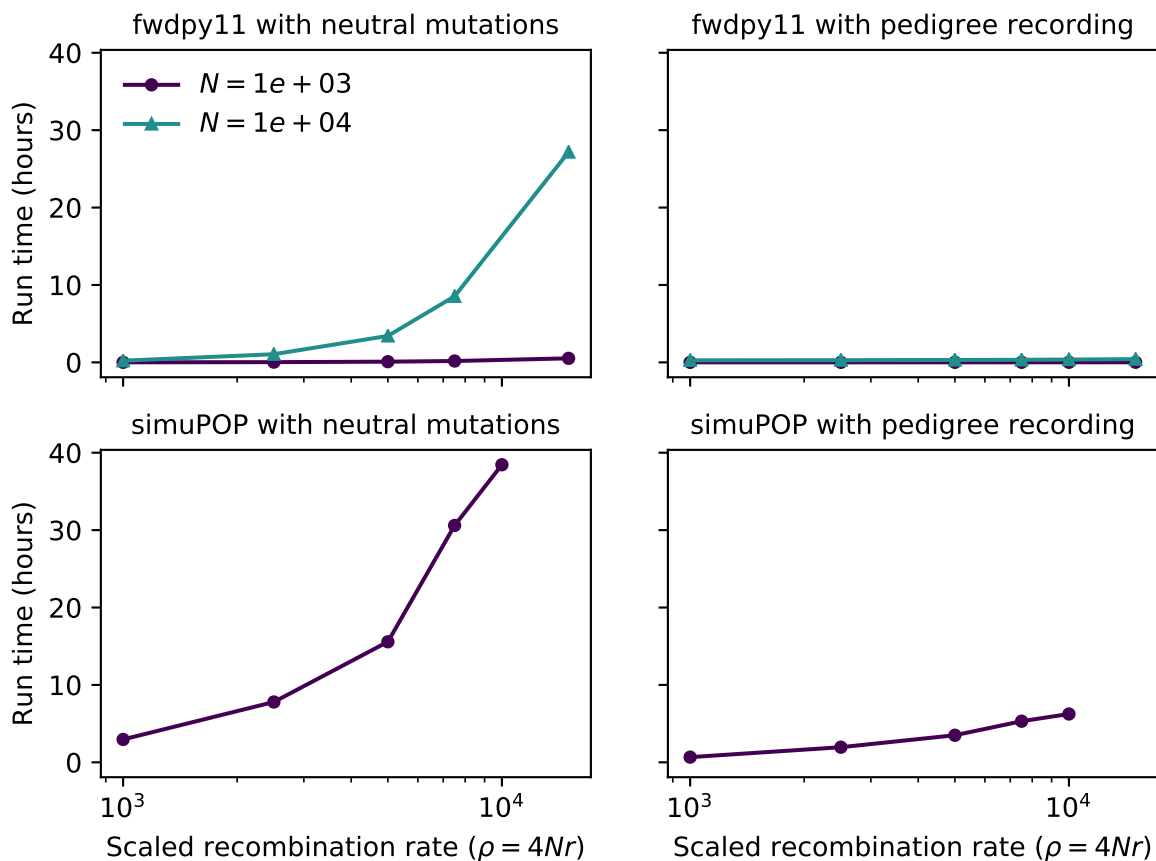 fwdpy11 with neutral mutations
fwdpy11 with pedigree recording
Run time (hours)
40
30
20
10
0
N = 1e + 03
N = 1e + 04
simuPOP with neutral mutations
simuPOP with pedigree recording
Run time (hours)
40
30
20
10
0
10³
10⁴
10³
10⁴
Scaled recombination rate (ρ = 4Nr)
Scaled recombination rate (ρ = 4Nr)